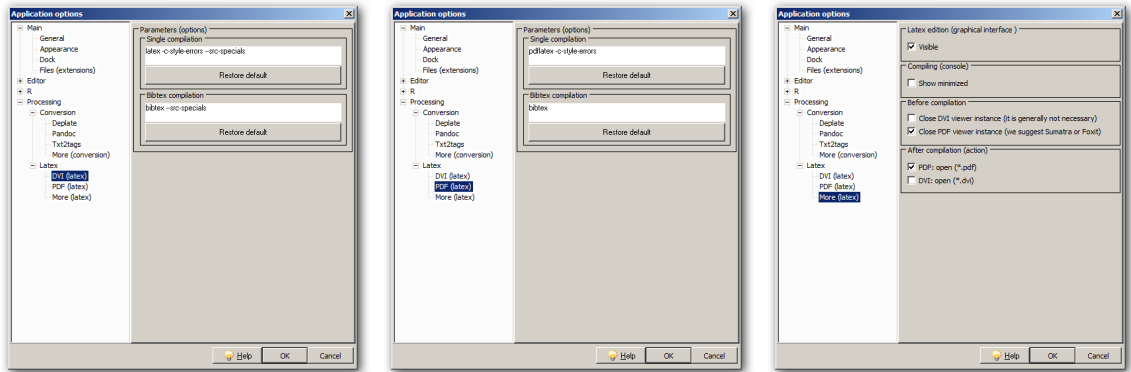 Application options
Main
General
Appearance
Dock
Files (extensions)
Editor
R
Processing
Conversion
Deplate
Pandoc
Txt2tags
More (conversion)
Latex
DVI (latex)
PDF (latex)
More (latex)
Parameters (options)
Single compilation
latex -c-style-errors --src-specials
Restore default
Bibtex compilation
bibtex --src-specials
Restore default
Help
OK
Cancel
Application options
Main
General
Appearance
Dock
Files (extensions)
Editor
R
Processing
Conversion
Deplate
Pandoc
Txt2tags
More (conversion)
Latex
DVI (latex)
PDF (latex)
More (latex)
Parameters (options)
Single compilation
pdflatex -c-style-errors
Restore default
Bibtex compilation
bibtex
Restore default
Help
OK
Cancel
Application options
Main
General
Appearance
Dock
Files (extensions)
Editor
R
Processing
Conversion
Deplate
Pandoc
Txt2tags
More (conversion)
Latex
DVI (latex)
PDF (latex)
More (latex)
Latex edition (graphical interface )
Visible
Compiling (console)
Show minimized
Before compilation
Close DVI viewer instance (it is generally not necessary)
Close PDF viewer instance (we suggest Sumatra or Foxit)
After compilation (action)
PDF: open (*.pdf)
DVI: open (*.dvi)
Help
OK
Cancel